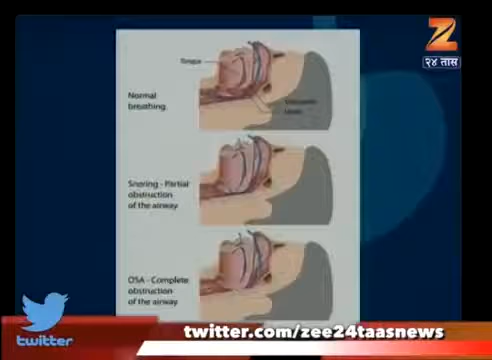 Z
२४ तास
Tongue
Normal
breathing
Snoring - Partial
obstruction
of the airway
OSA - Complete
obstruction
of the airway
twitter
twitter.com/zee24taasnews